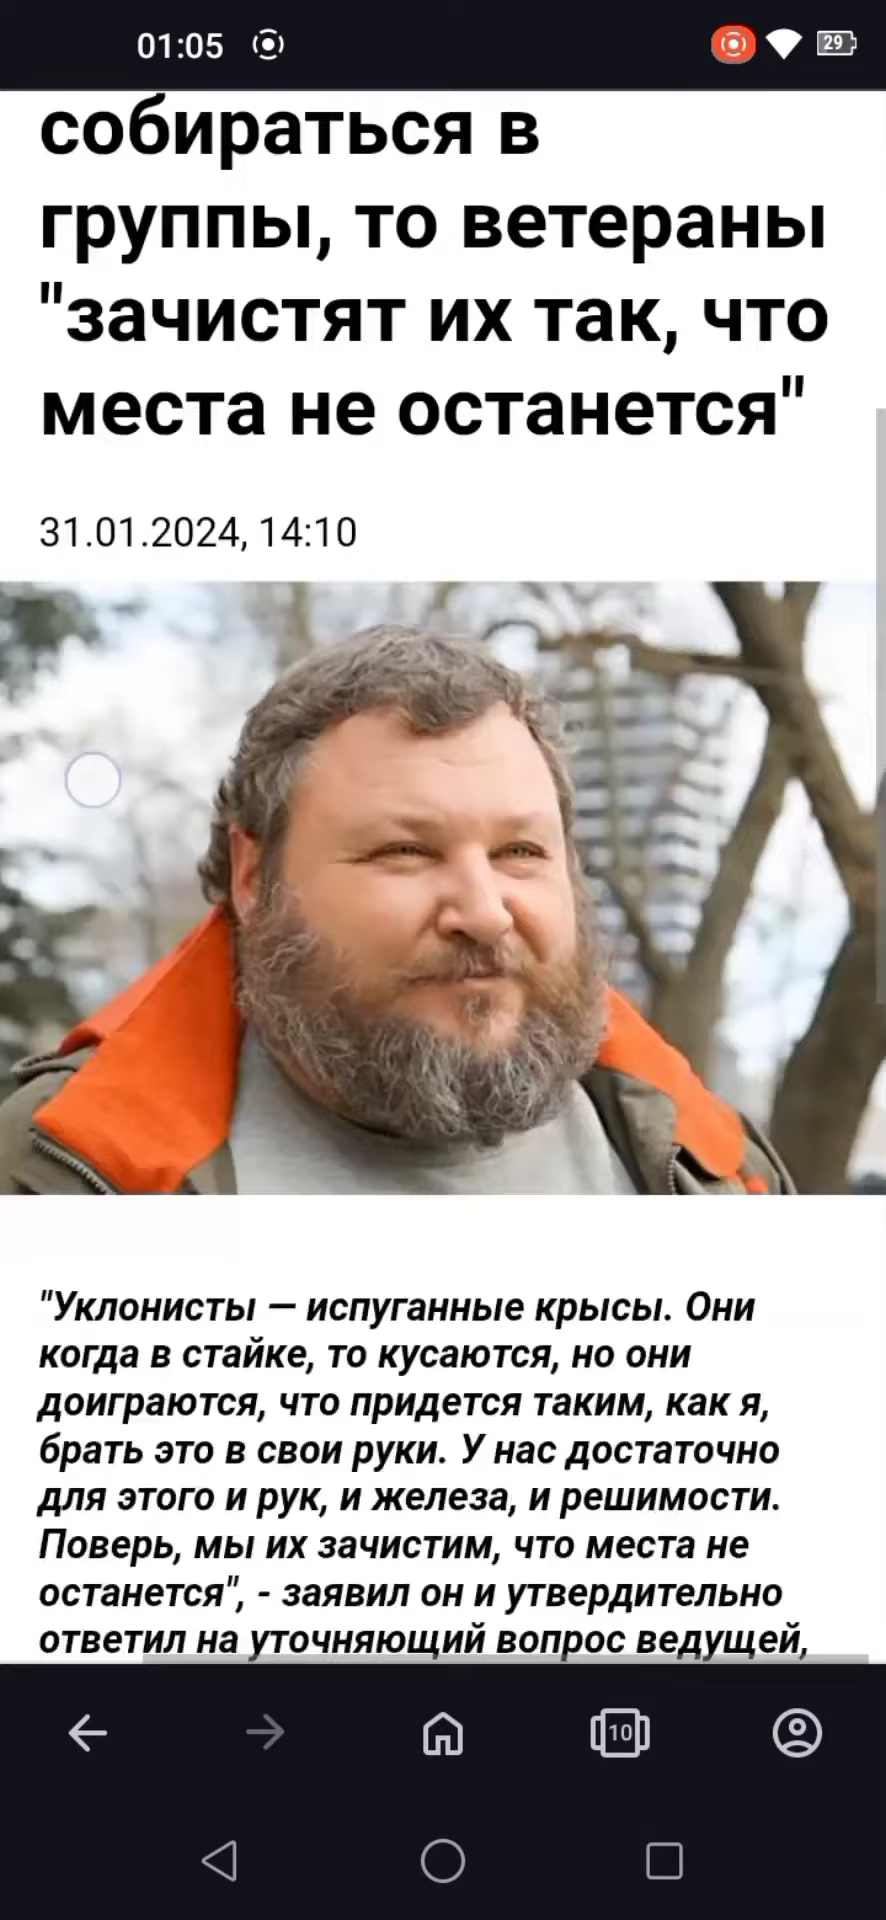 01:05
29
собираться в
группы, то ветераны
"зачистят их так, что
места не останется"
31.01.2024, 14:10
"Уклонисты — испуганные крысы. Они
когда в стайке, то кусаются, но они
доиграются, что придется таким, как я,
брать это в свои руки. У нас достаточно
для этого и рук, и железа, и решимости.
Поверь, мы их зачистим, что места не
останется", - заявил он и утвердительно
ответил на уточняющий вопрос ведущей,
10